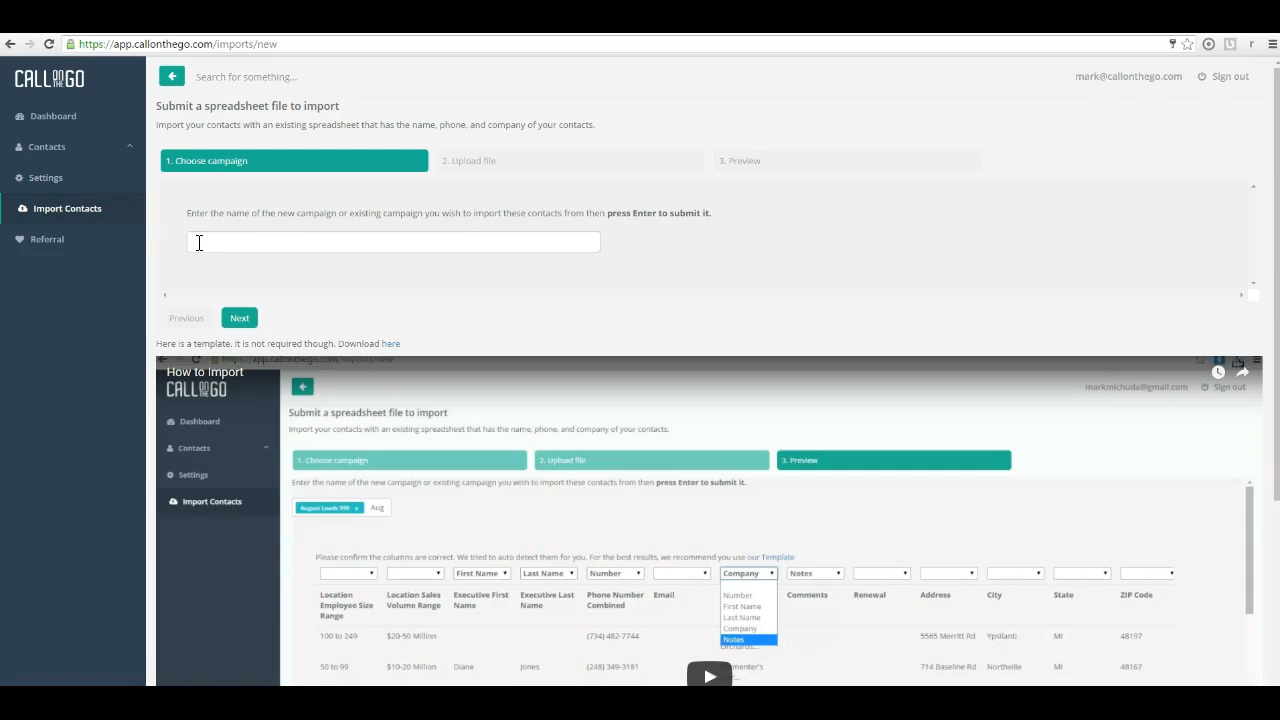 https://app.callonthego.com/imports/new
CALL ON THE GO
Search for something...
mark@callonthego.com
Sign out
Dashboard
Contacts
Settings
Import Contacts
Referral
Submit a spreadsheet file to import
Import your contacts with an existing spreadsheet that has the name, phone, and company of your contacts.
1. Choose campaign
2. Upload file
3. Preview
Enter the name of the new campaign or existing campaign you wish to import these contacts from then press Enter to submit it.
Previous
Next
Here is a template. It is not required though. Download here
https://app.callonthego.com/imports/new
How to Import
CALL ON THE GO
markmichuda@gmail.com
Sign out
Dashboard
Contacts
Settings
Import Contacts
Submit a spreadsheet file to import
Import your contacts with an existing spreadsheet that has the name, phone, and company of your contacts.
1. Choose campaign
2. Upload file
3. Preview
Enter the name of the new campaign or existing campaign you wish to import these contacts from then press Enter to submit it.
August Leads 999 x
Aug
Please confirm the columns are correct. We tried to auto detect them for you. For the best results, we recommend you use our Template
First Name
Last Name
Number
Company
Notes
Number
First Name
Last Name
Company
Notes
Location Employee Size Range
Location Sales Volume Range
Executive First Name
Executive Last Name
Phone Number Combined
Email
Comments
Renewal
Address
City
State
ZIP Code
100 to 249
$20-50 Million
(734) 482-7744
Orchards...
5565 Merritt Rd
Ypsilanti
MI
48197
50 to 99
$10-20 Million
Diane
Jones
(248) 349-3181
714 Baseline Rd
Northville
MI
48167